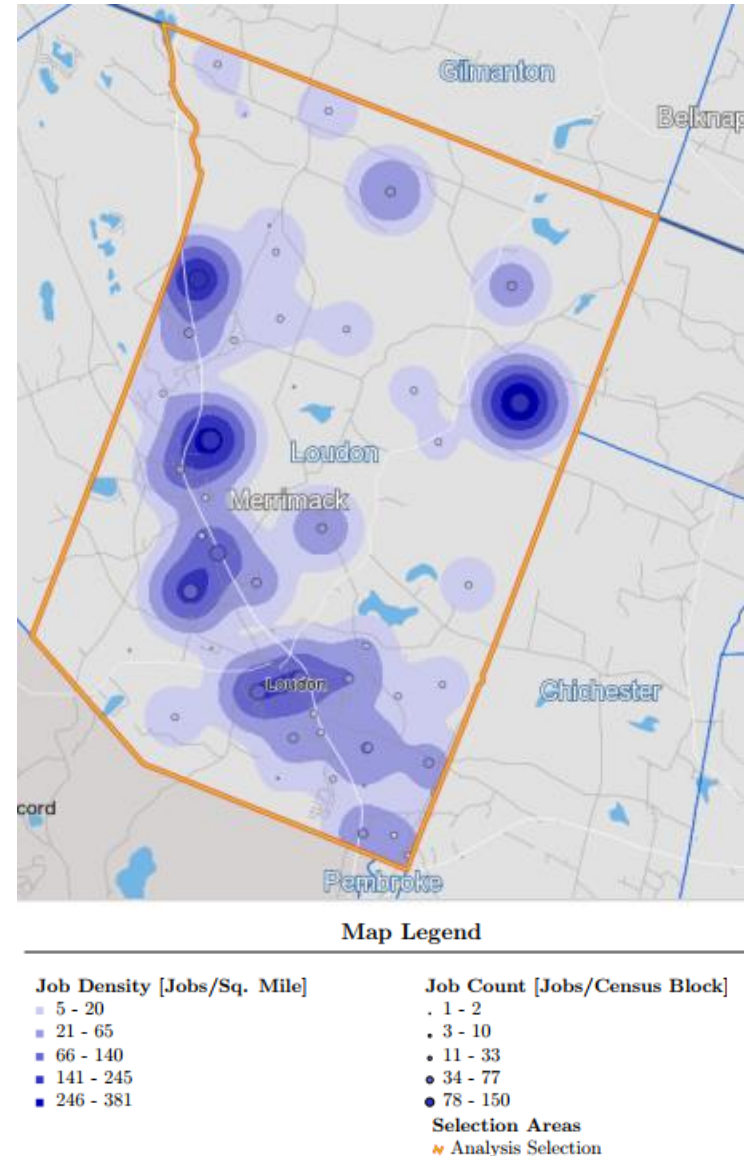 Gilmanton
Belknap
Loudon
Merrimack
Loudon
Chichester
cord
Pembroke
Map Legend
Job Density [Jobs/Sq. Mile]
5 - 20
21 - 65
66 - 140
141 - 245
246 - 381
Job Count [Jobs/Census Block]
1 - 2
3 - 10
11 - 33
34 - 77
78 - 150
Selection Areas
Analysis Selection